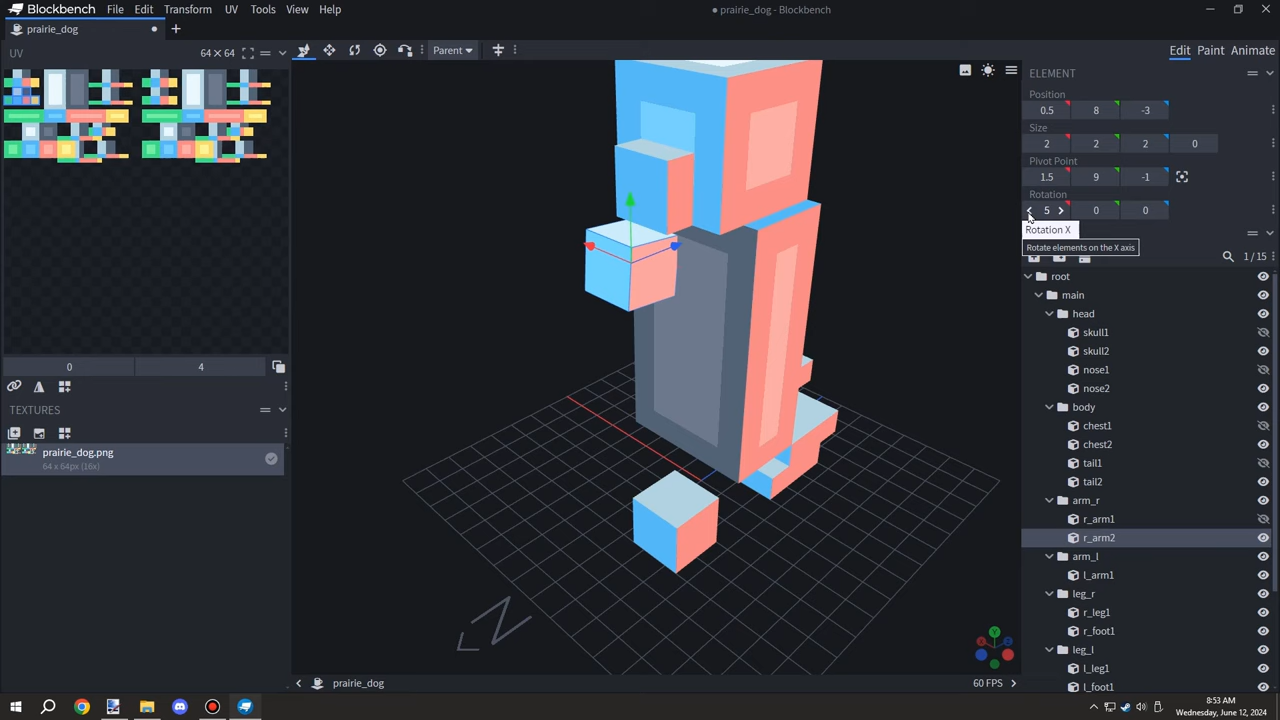 Blockbench File Edit Transform UV Tools View Help
prairie_dog - Blockbench
prairie_dog
UV 64 × 64
Parent
Edit Paint Animate
ELEMENT
Position
0.5 8 -3
Size
2 2 2 0
Pivot Point
1.5 9 -1
Rotation
5 0 0
Rotation X
Rotate elements on the X axis
1 / 15
root
main
head
skull1
skull2
nose1
nose2
body
chest1
chest2
tail1
tail2
arm_r
r_arm1
r_arm2
arm_l
l_arm1
leg_r
r_leg1
r_foot1
leg_l
l_leg1
l_foot1
0 4
TEXTURES
prairie_dog.png
64 x 64px (16x)
N
prairie_dog
60 FPS
8:53 AM
Wednesday, June 12, 2024